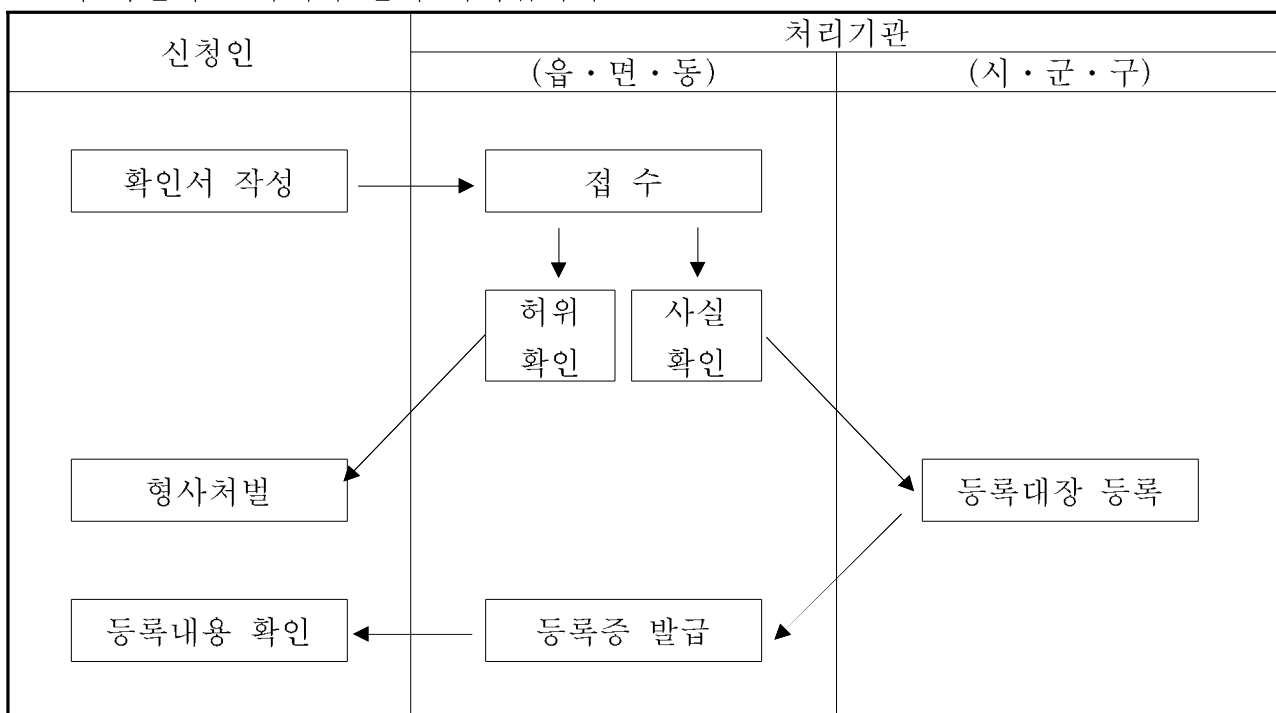 신청인
처리기관
(읍・면・동)
(시・군・구)
확인서 작성
접 수
허위
확인
사실
확인
형사처벌
등록대장 등록
등록내용 확인
등록증 발급